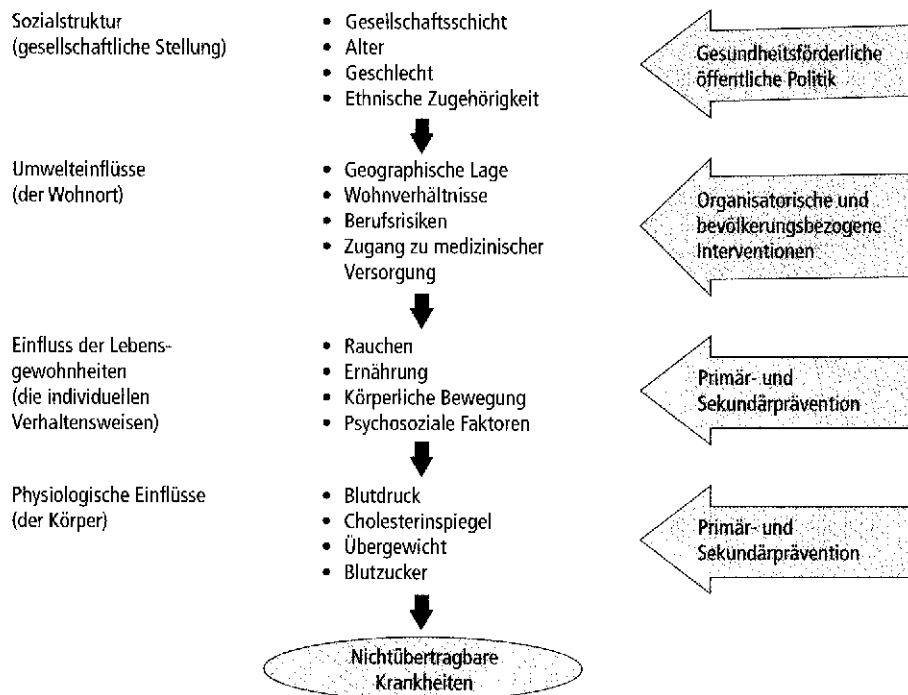 Sozialstruktur
(gesellschaftliche Stellung)
• Gesellschaftsschicht
• Alter
• Geschlecht
• Ethnische Zugehörigkeit
Gesundheitsförderliche
öffentliche Politik
Umwelteinflüsse
(der Wohnort)
• Geographische Lage
• Wohnverhältnisse
• Berufsrisiken
• Zugang zu medizinischer
Versorgung
Organisatorische und
bevölkerungsbezogene
Interventionen
Einfluss der Lebens-
gewohnheiten
(die individuellen
Verhaltensweisen)
• Rauchen
• Ernährung
• Körperliche Bewegung
• Psychosoziale Faktoren
Primär- und
Sekundärprävention
Physiologische Einflüsse
(der Körper)
• Blutdruck
• Cholesterinspiegel
• Übergewicht
• Blutzucker
Primär- und
Sekundärprävention
Nichtübertragbare
Krankheiten